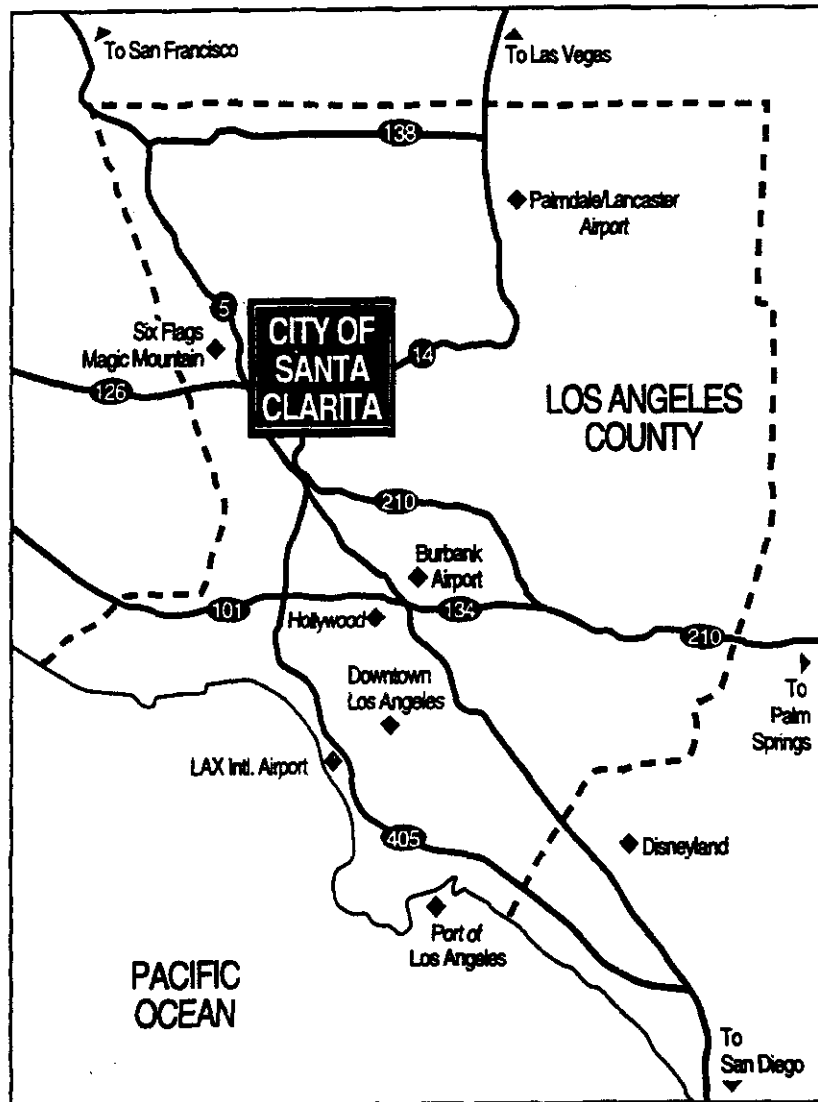 To San Francisco
To Las Vegas
138
Palmdale/Lancaster
Airport
5
Six Flags
Magic Mountain
CITY OF
SANTA
CLARITA
14
126
LOS ANGELES
COUNTY
210
Burbank
Airport
101
Hollywood
134
210
Downtown
Los Angeles
To
Palm
Springs
LAX Intl. Airport
405
Disneyland
Port of
Los Angeles
PACIFIC
OCEAN
To
San Diego